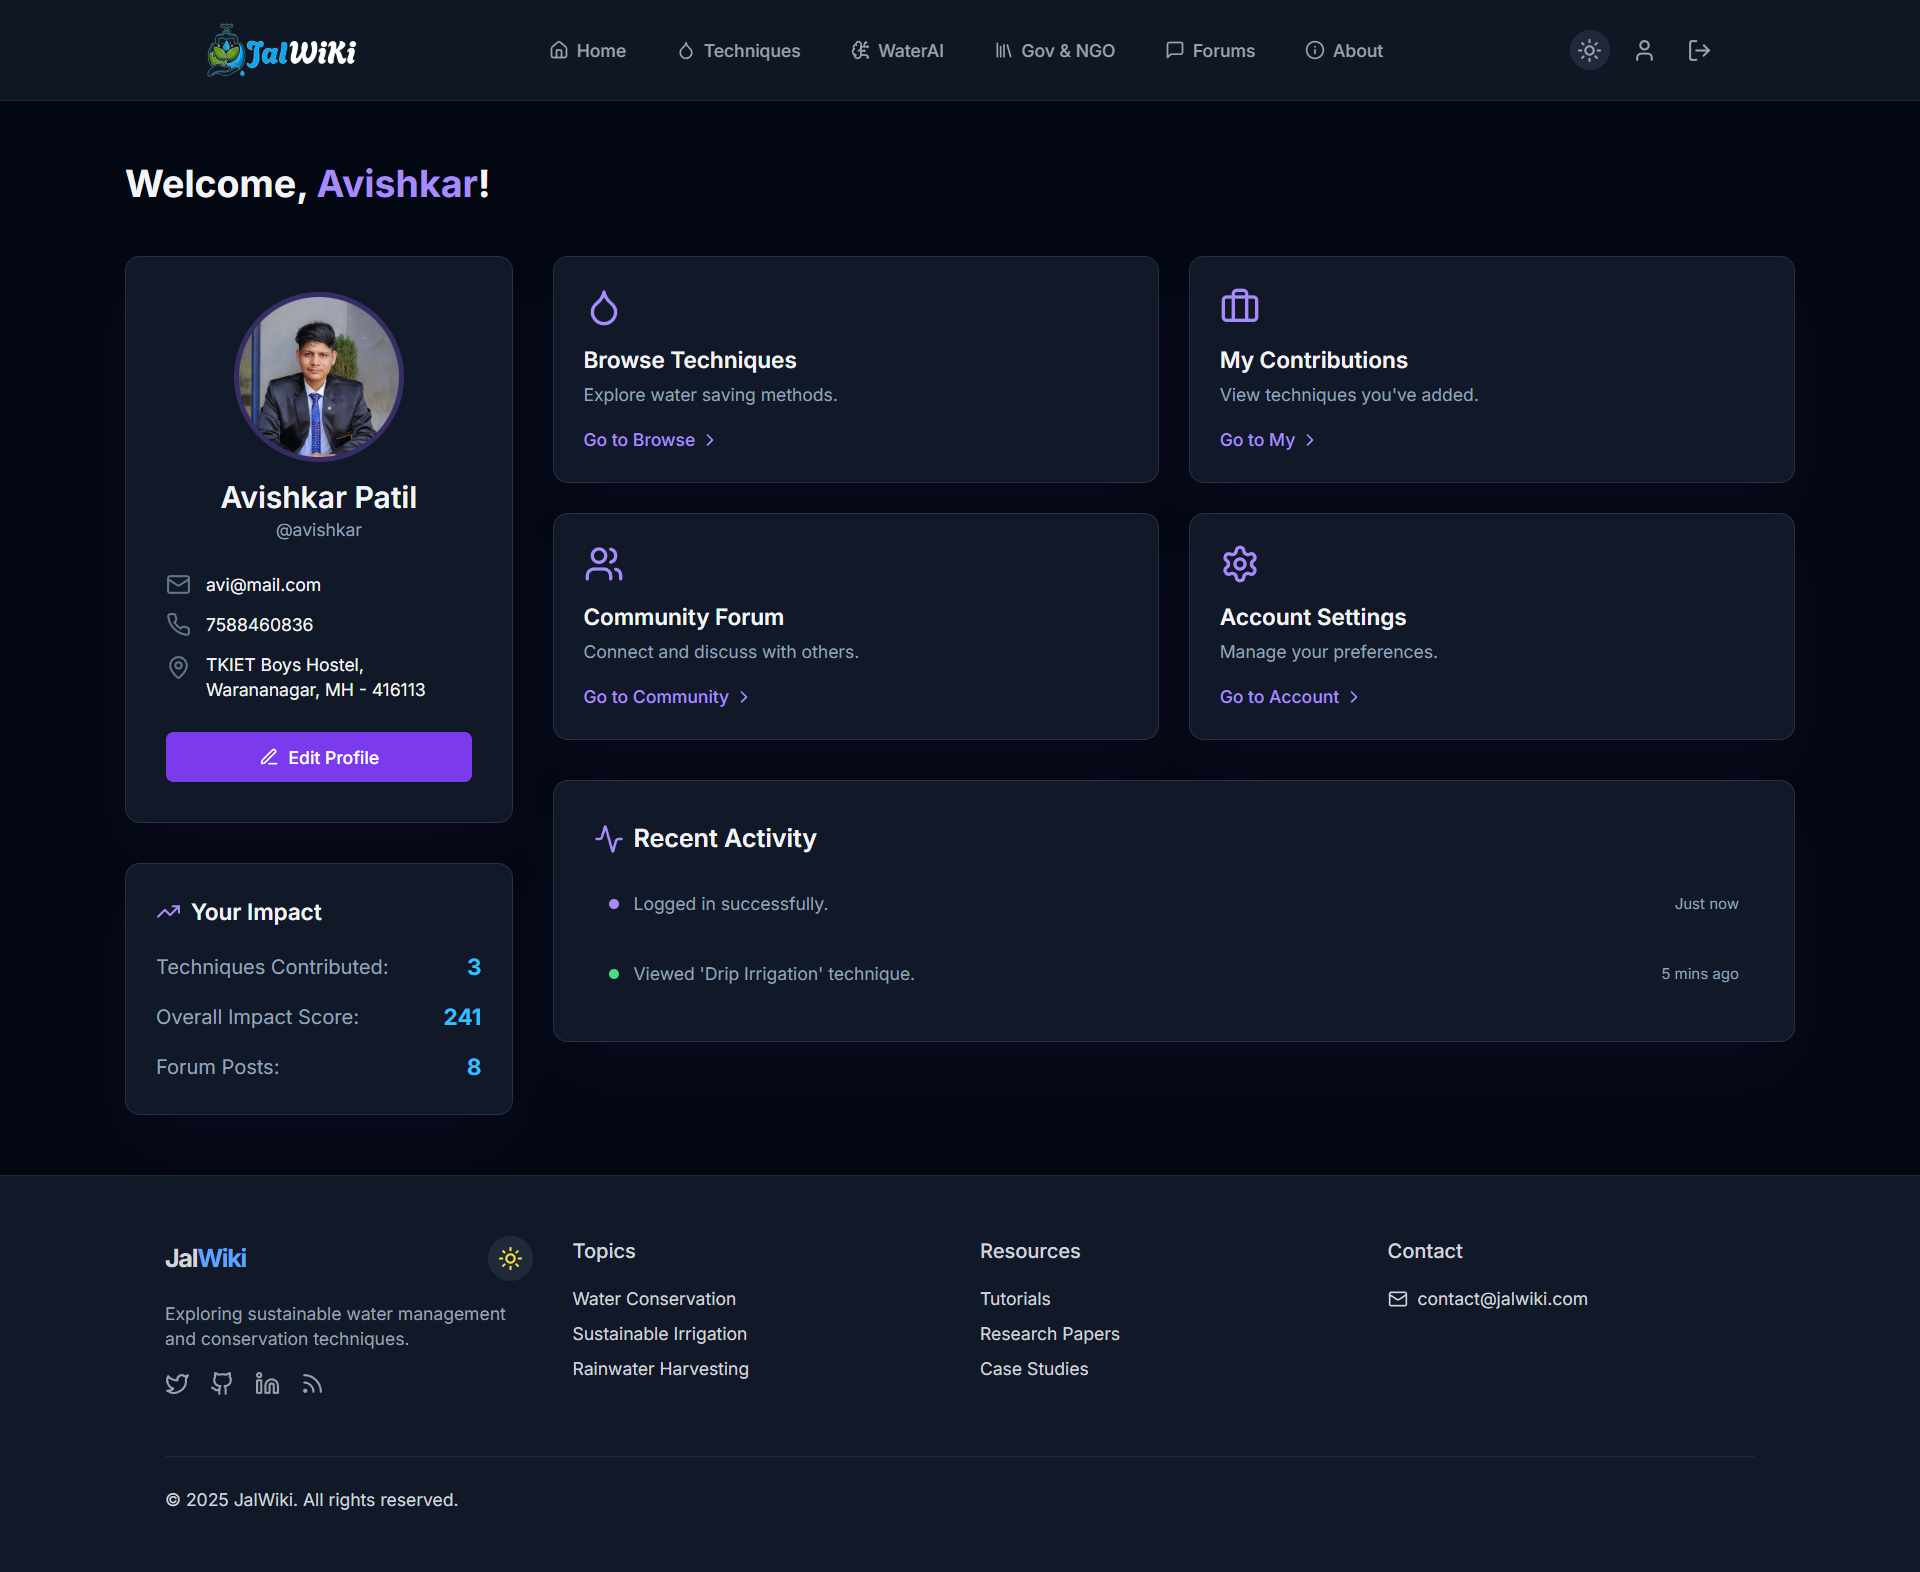 JalWiKi
Home
Techniques
WaterAI
Gov & NGO
Forums
About
Welcome, Avishkar!
Avishkar Patil
@avishkar
avi@mail.com
7588460836
TKIET Boys Hostel,
Warananagar, MH - 416113
Edit Profile
Your Impact
Techniques Contributed: 3
Overall Impact Score: 241
Forum Posts: 8
Browse Techniques
Explore water saving methods.
Go to Browse
My Contributions
View techniques you've added.
Go to My
Community Forum
Connect and discuss with others.
Go to Community
Account Settings
Manage your preferences.
Go to Account
Recent Activity
Logged in successfully. Just now
Viewed 'Drip Irrigation' technique. 5 mins ago
JalWiki
Exploring sustainable water management
and conservation techniques.
Topics
Water Conservation
Sustainable Irrigation
Rainwater Harvesting
Resources
Tutorials
Research Papers
Case Studies
Contact
contact@jalwiki.com
© 2025 JalWiki. All rights reserved.